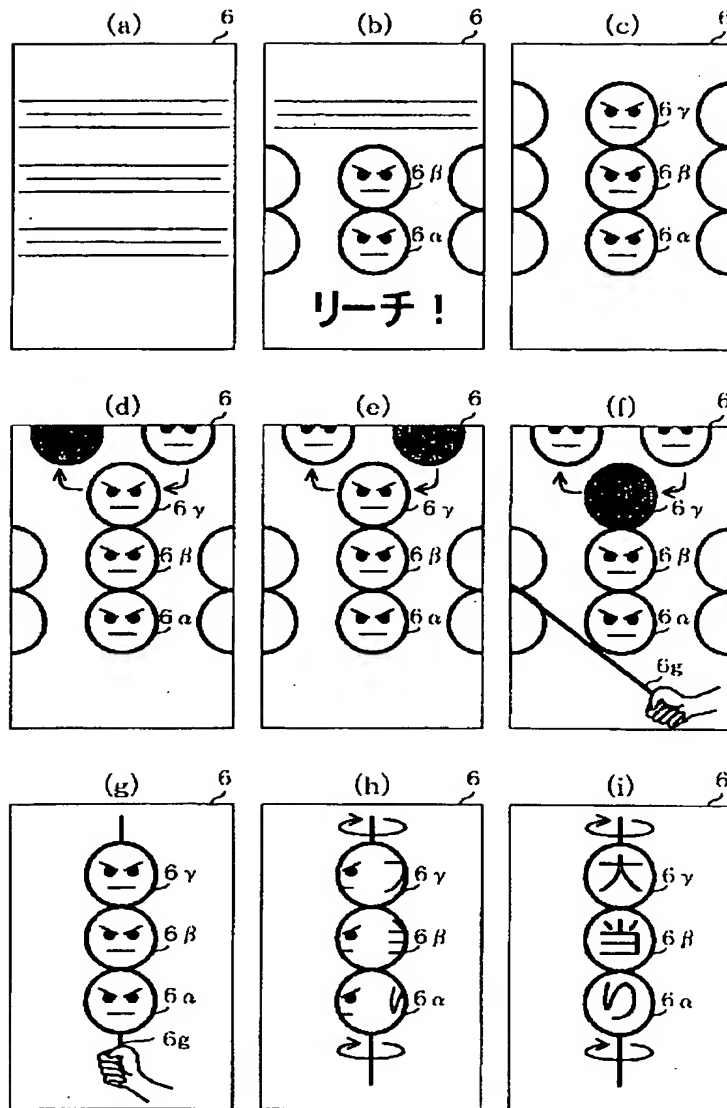 (a) 6
(b) 6
6β
6α
リーチ！
(c) 6
6γ
6β
6α
(d) 6
6γ
6β
6α
(e) 6
6γ
6β
6α
(f) 6
6γ
6β
6α
6g
(g) 6
6γ
6β
6α
6g
(h) 6
6γ
6β
6α
(i) 6
大 6γ
当 6β
り 6α